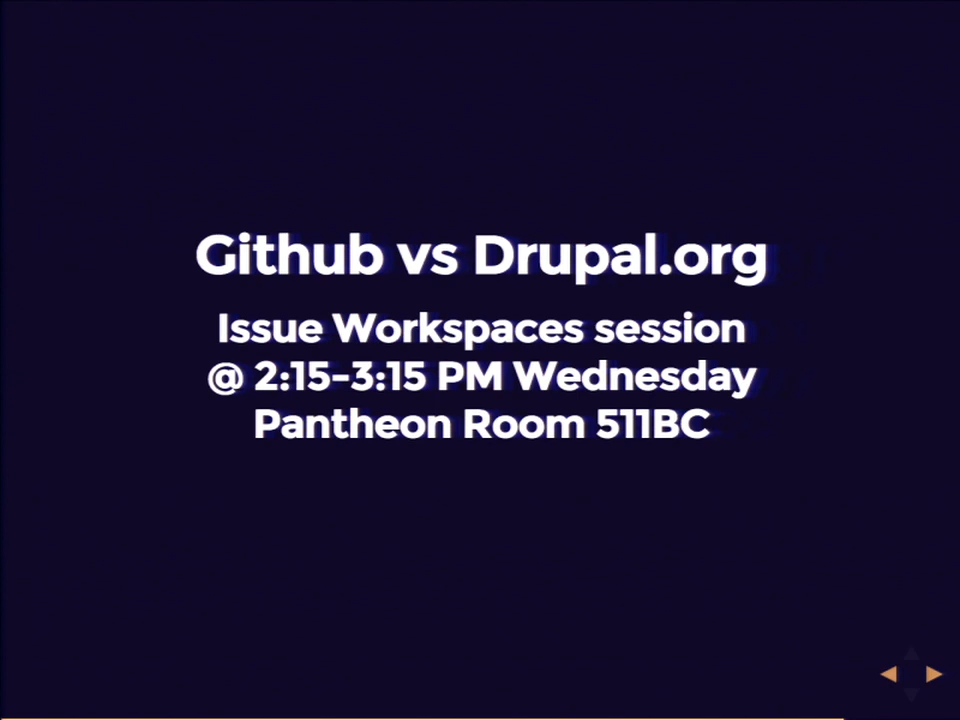 Github vs Drupal.org
Issue Workspaces session
@ 2:15-3:15 PM Wednesday
Pantheon Room 511BC